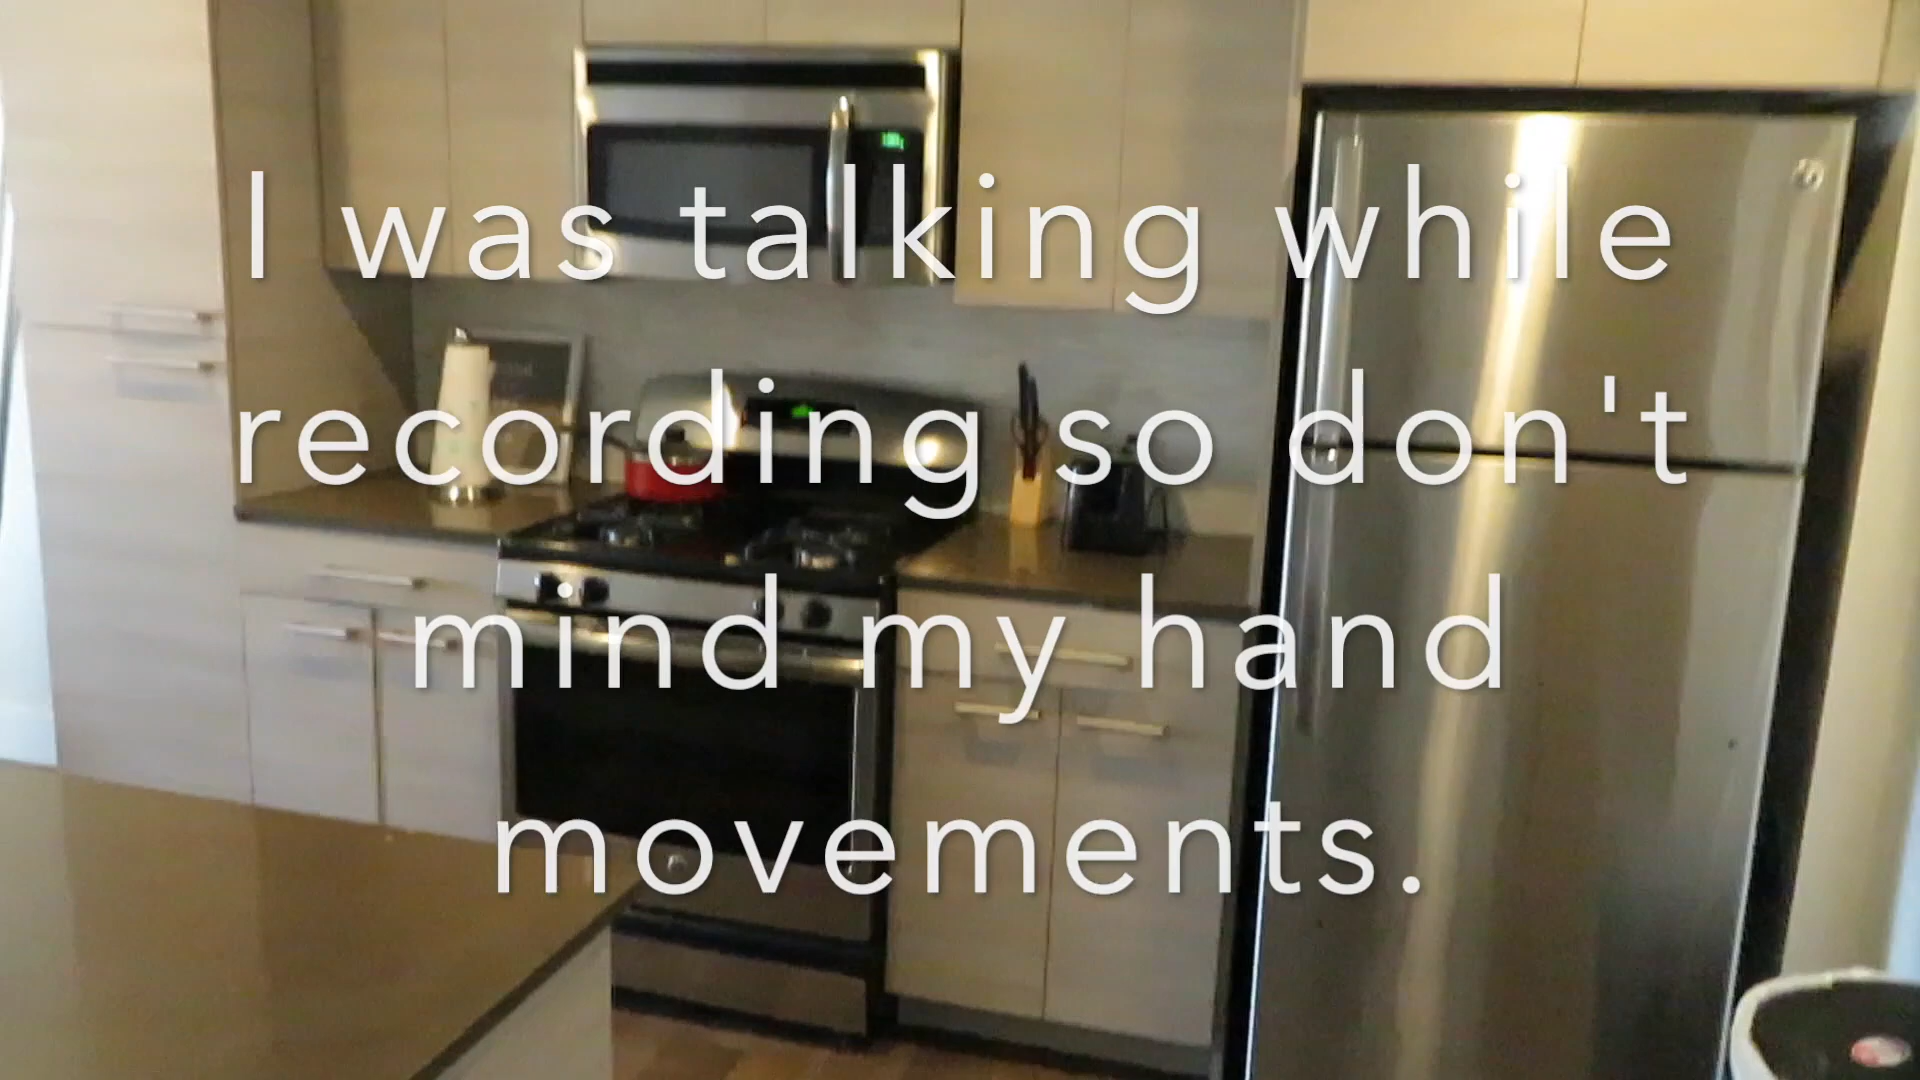 I was talking while
recording so don't
mind my hand
movements.